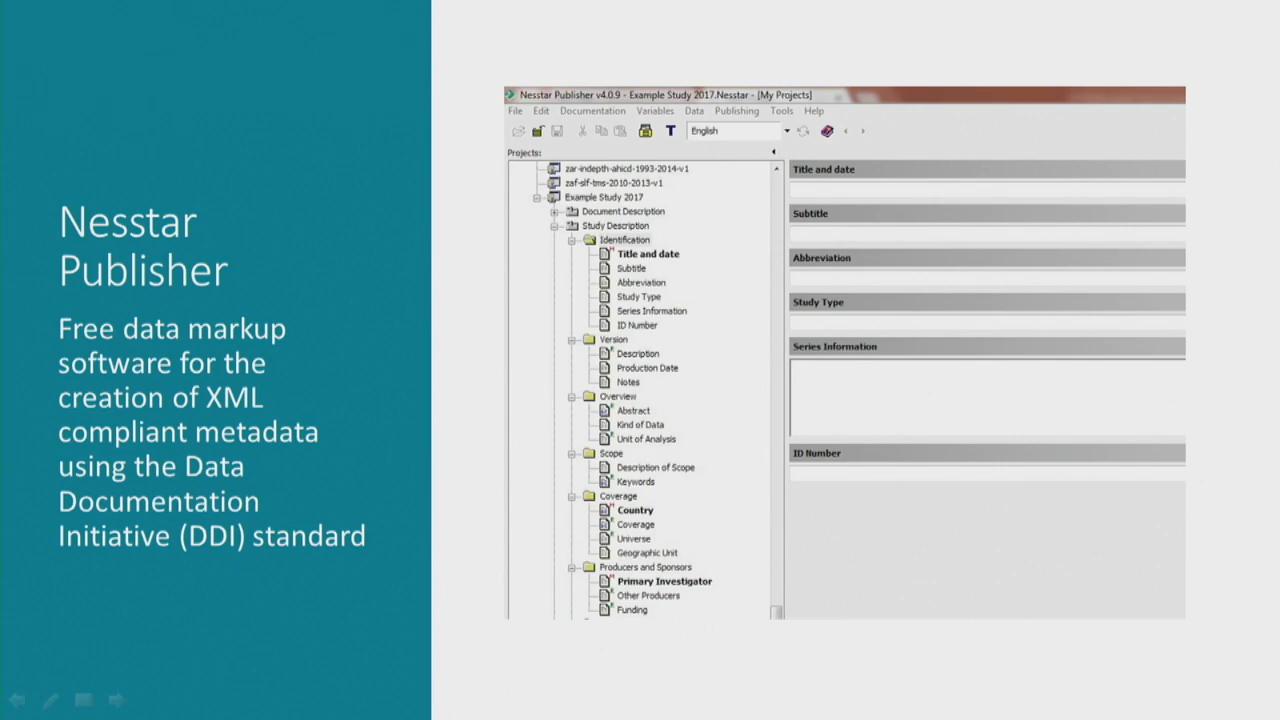 Nesstar
Publisher
Free data markup
software for the
creation of XML
compliant metadata
using the Data
Documentation
Initiative (DDI) standard
Nesstar Publisher v4.0.9 - Example Study 2017.Nesstar - [My Projects]
File Edit Documentation Variables Data Publishing Tools Help
T English
Projects:
zar-indepth-ahicd-1993-2014-v1
zaf-slf-tms-2010-2013-v1
Example Study 2017
Document Description
Study Description
Identification
Title and date
Subtitle
Abbreviation
Study Type
Series Information
ID Number
Version
Description
Production Date
Notes
Overview
Abstract
Kind of Data
Unit of Analysis
Scope
Description of Scope
Keywords
Coverage
Country
Coverage
Universe
Geographic Unit
Producers and Sponsors
Primary Investigator
Other Producers
Funding
Title and date
Subtitle
Abbreviation
Study Type
Series Information
ID Number